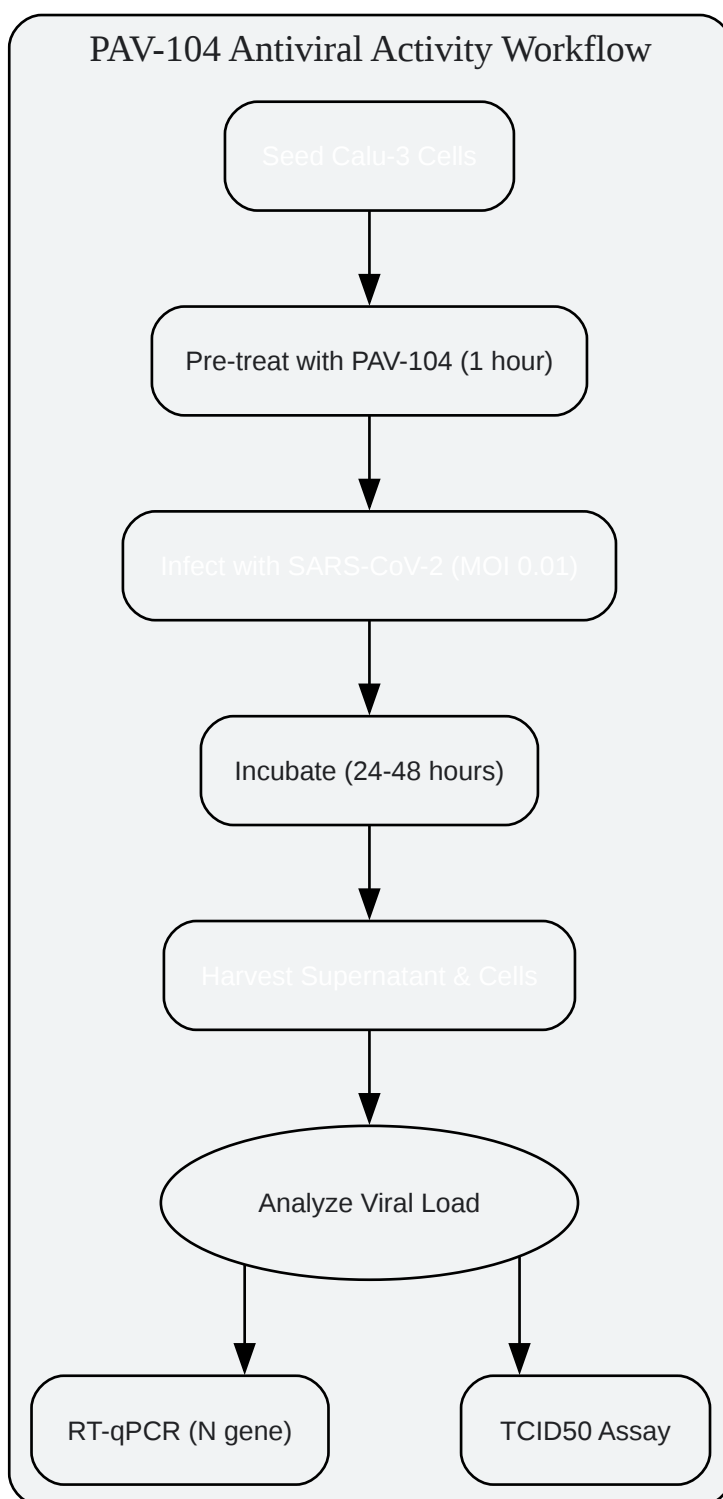 PAV-104 Antiviral Activity Workflow
Seed Calu-3 Cells
Pre-treat with PAV-104 (1 hour)
Infect with SARS-CoV-2 (MOI 0.01)
Incubate (24-48 hours)
Harvest Supernatant & Cells
Analyze Viral Load
RT-qPCR (N gene)
TCID50 Assay